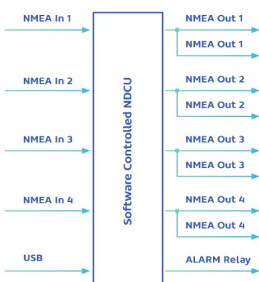 NMEA In 1
NMEA In 2
NMEA In 3
NMEA In 4
USB
Software Controlled NDCU
NMEA Out 1
NMEA Out 1
NMEA Out 2
NMEA Out 2
NMEA Out 3
NMEA Out 3
NMEA Out 4
NMEA Out 4
ALARM Relay